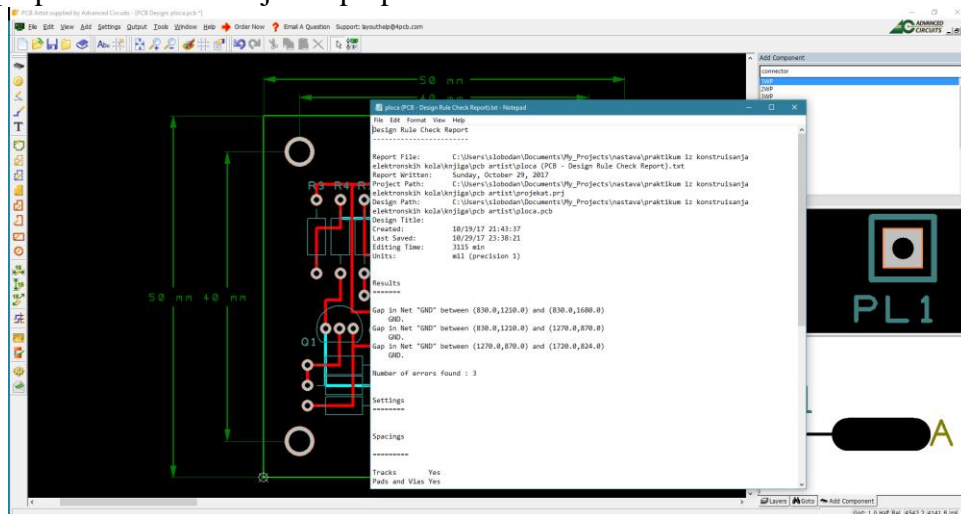 PCB Artist supplied by Advanced Circuits - [PCB Design: ploca.pcb *]
File Edit View Add Settings Output Tools Window Help Order Now ? Email A Question Support: layouthelp@4pcb.com
ADVANCED
CIRCUITS
Add Component
connector
1WP
2WP
3WP
50 mm
50 mm 40 mm
R3 R4
Q1
ploca (PCB - Design Rule Check Report).txt - Notepad
File Edit Format View Help
Design Rule Check Report
------------------------
Report File: C:\Users\slobodan\Documents\My_Projects\nastava\praktikum iz konstruisanja
elektronskih kola\knjiga\pcb artist\ploca (PCB - Design Rule Check Report).txt
Report Written: Sunday, October 29, 2017
Project Path: C:\Users\slobodan\Documents\My_Projects\nastava\praktikum iz konstruisanja
elektronskih kola\knjiga\pcb artist\projekat.prj
Design Path: C:\Users\slobodan\Documents\My_Projects\nastava\praktikum iz konstruisanja
elektronskih kola\knjiga\pcb artist\ploca.pcb
Design Title:
Created: 10/19/17 21:43:37
Last Saved: 10/29/17 23:38:21
Editing Time: 3115 min
Units: mil (precision 1)
Results
=======
Gap in Net "GND" between (830.0,1210.0) and (830.0,1680.0)
GND.
Gap in Net "GND" between (830.0,1210.0) and (1270.0,870.0)
GND.
Gap in Net "GND" between (1270.0,870.0) and (1720.0,824.0)
GND.
Number of errors found : 3
Settings
========
Spacings
=========
Tracks Yes
Pads and Vias Yes
PL1
A
Layers Goto Add Component